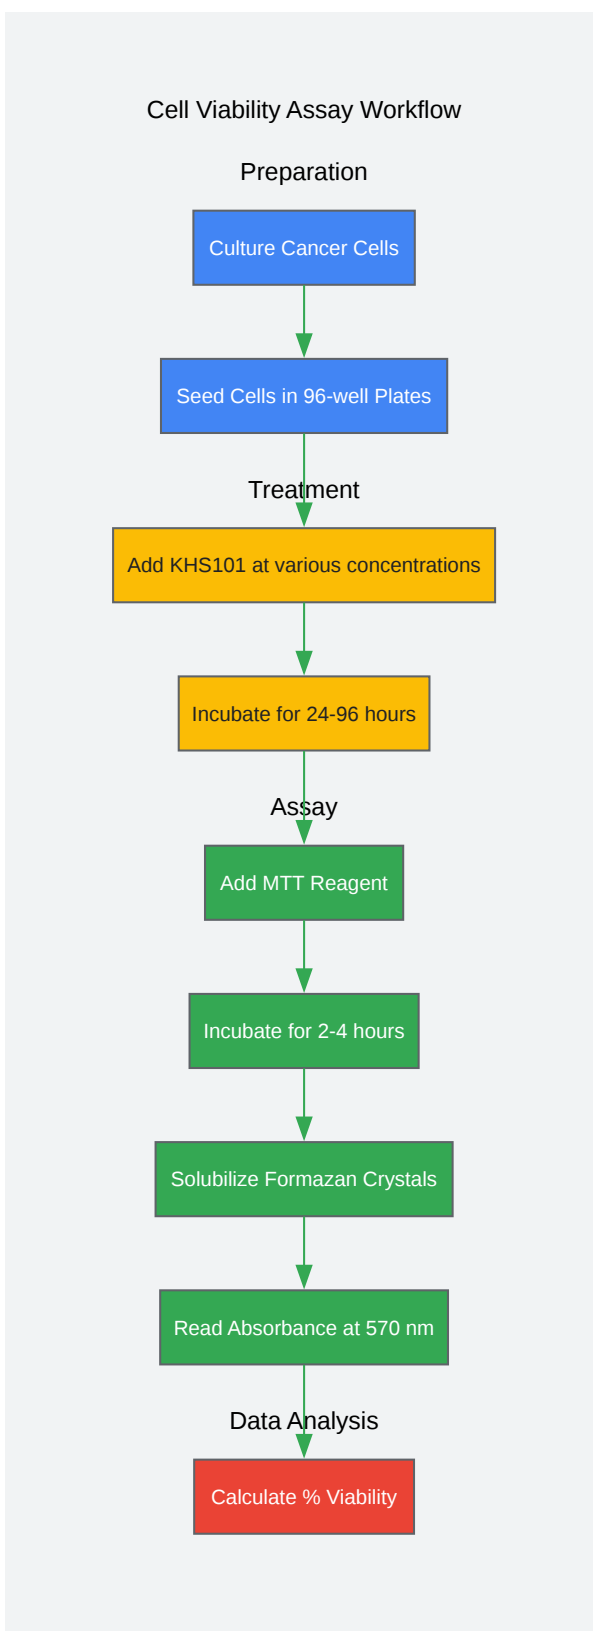 Cell Viability Assay Workflow
Preparation
Culture Cancer Cells
Seed Cells in 96-well Plates
Treatment
Add KHS101 at various concentrations
Incubate for 24-96 hours
Assay
Add MTT Reagent
Incubate for 2-4 hours
Solubilize Formazan Crystals
Read Absorbance at 570 nm
Data Analysis
Calculate % Viability